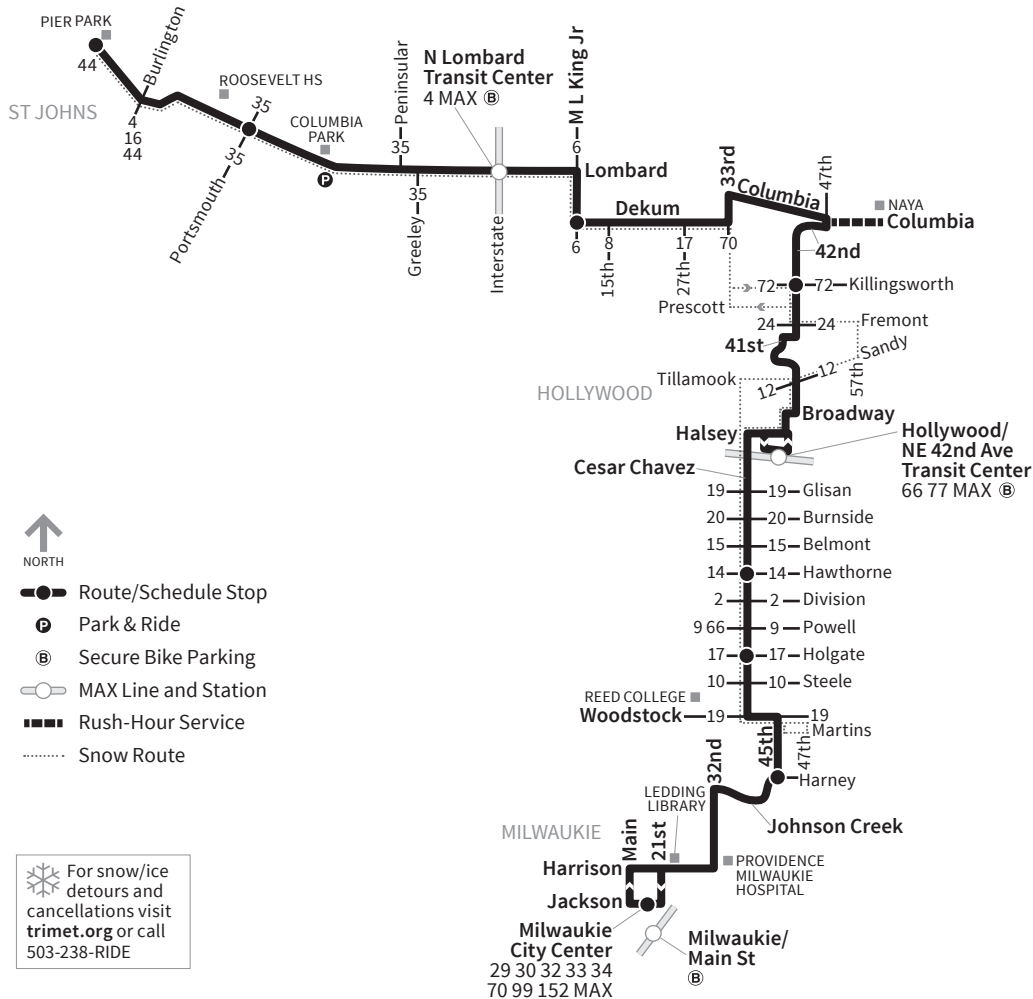 PIER PARK
44
Burlington
ST JOHNS
4
16
44
ROOSEVELT HS
35
35
Portsmouth
COLUMBIA
PARK
P
Peninsular
35
35
Greeley
N Lombard
Transit Center
4 MAX B
Interstate
M L King Jr
6
Lombard
6
Dekum
8
15th
17
27th
33rd
70
Columbia
47th
NAYA
Columbia
42nd
72
72
Killingsworth
Prescott
24
24
Fremont
41st
Sandy
12
12
57th
Tillamook
HOLLYWOOD
Broadway
Halsey
Hollywood/
NE 42nd Ave
Transit Center
66 77 MAX B
Cesar Chavez
19 19 Glisan
20 20 Burnside
15 15 Belmont
14 14 Hawthorne
2 2 Division
9 66 9 Powell
17 17 Holgate
10 10 Steele
REED COLLEGE
Woodstock 19 19
Martins
45th
47th
Harney
32nd
LEDDING
LIBRARY
Johnson Creek
MILWAUKIE
Main
21st
Harrison
PROVIDENCE
MILWAUKIE
HOSPITAL
Jackson
Milwaukie
City Center
29 30 32 33 34
70 99 152 MAX
Milwaukie/
Main St
B
NORTH
Route/Schedule Stop
P Park & Ride
B Secure Bike Parking
MAX Line and Station
Rush-Hour Service
Snow Route
For snow/ice
detours and
cancellations visit
trimet.org or call
503-238-RIDE